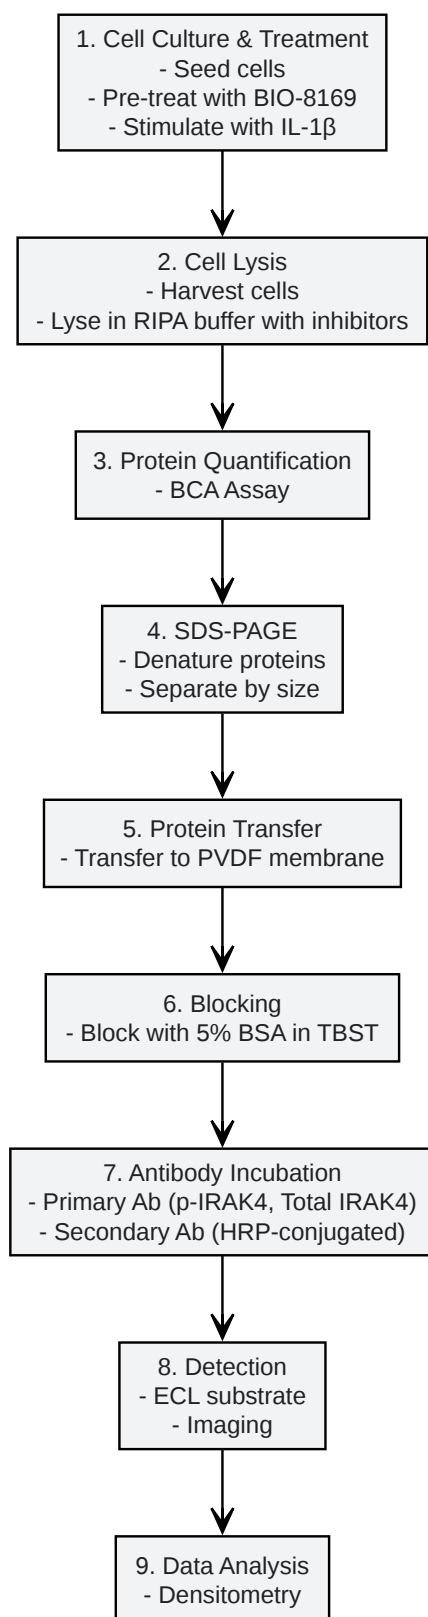 1. Cell Culture & Treatment
- Seed cells
- Pre-treat with BIO-8169
- Stimulate with IL-1β
2. Cell Lysis
- Harvest cells
- Lyse in RIPA buffer with inhibitors
3. Protein Quantification
- BCA Assay
4. SDS-PAGE
- Denature proteins
- Separate by size
5. Protein Transfer
- Transfer to PVDF membrane
6. Blocking
- Block with 5% BSA in TBST
7. Antibody Incubation
- Primary Ab (p-IRAK4, Total IRAK4)
- Secondary Ab (HRP-conjugated)
8. Detection
- ECL substrate
- Imaging
9. Data Analysis
- Densitometry